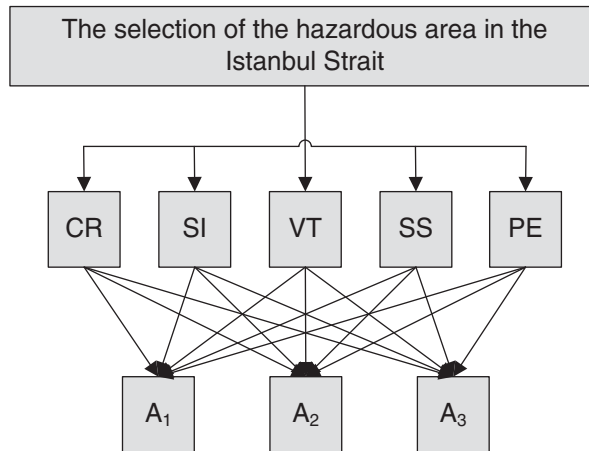 The selection of the hazardous area in the
Istanbul Strait
CR SI VT SS PE
A₁ A₂ A₃